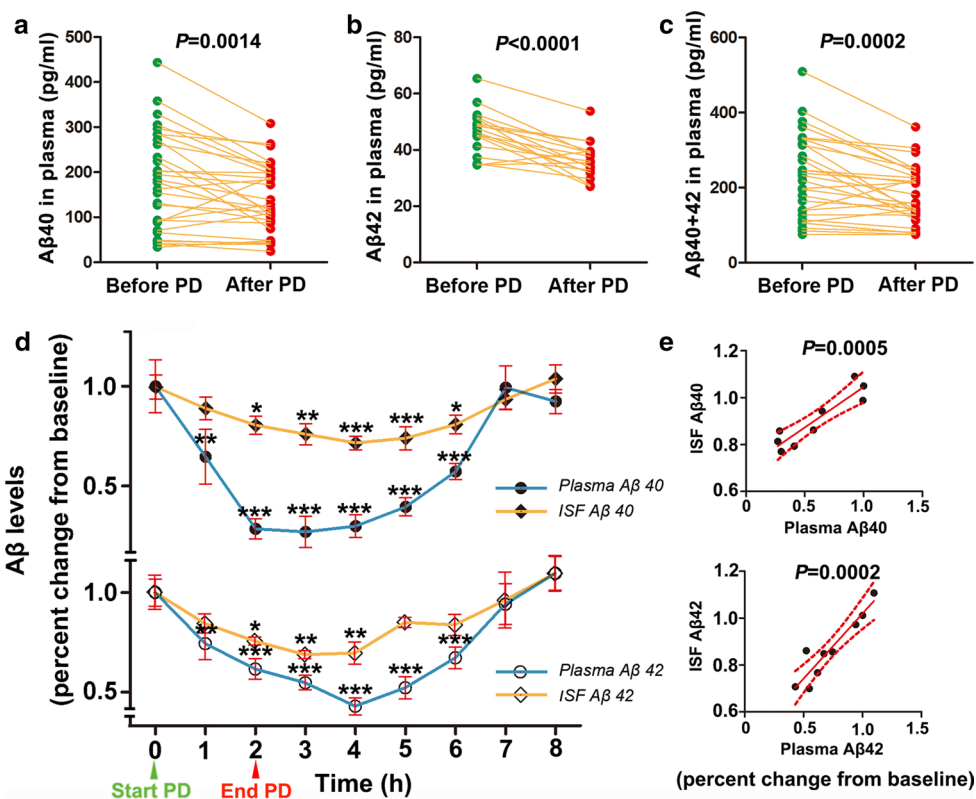 a
P=0.0014
Aβ40 in plasma (pg/ml)
500
400
300
200
100
0
Before PD After PD
b
P<0.0001
Aβ42 in plasma (pg/ml)
80
60
40
20
0
Before PD After PD
c
P=0.0002
Aβ40+42 in plasma (pg/ml)
600
400
200
0
Before PD After PD
d
Aβ levels
(percent change from baseline)
1.0
0.5
1.0
0.5
**
***
***
***
***
***
*
**
***
***
*
Plasma Aβ 40
ISF Aβ 40
**
***
***
***
***
***
*
**
**
Plasma Aβ 42
ISF Aβ 42
0 1 2 3 4 5 6 7 8
Time (h)
Start PD
End PD
e
P=0.0005
ISF Aβ40
1.2
1.0
0.8
0.6
0.0 0.5 1.0 1.5
Plasma Aβ40
P=0.0002
ISF Aβ42
1.2
1.0
0.8
0.6
0.0 0.5 1.0 1.5
Plasma Aβ42
(percent change from baseline)